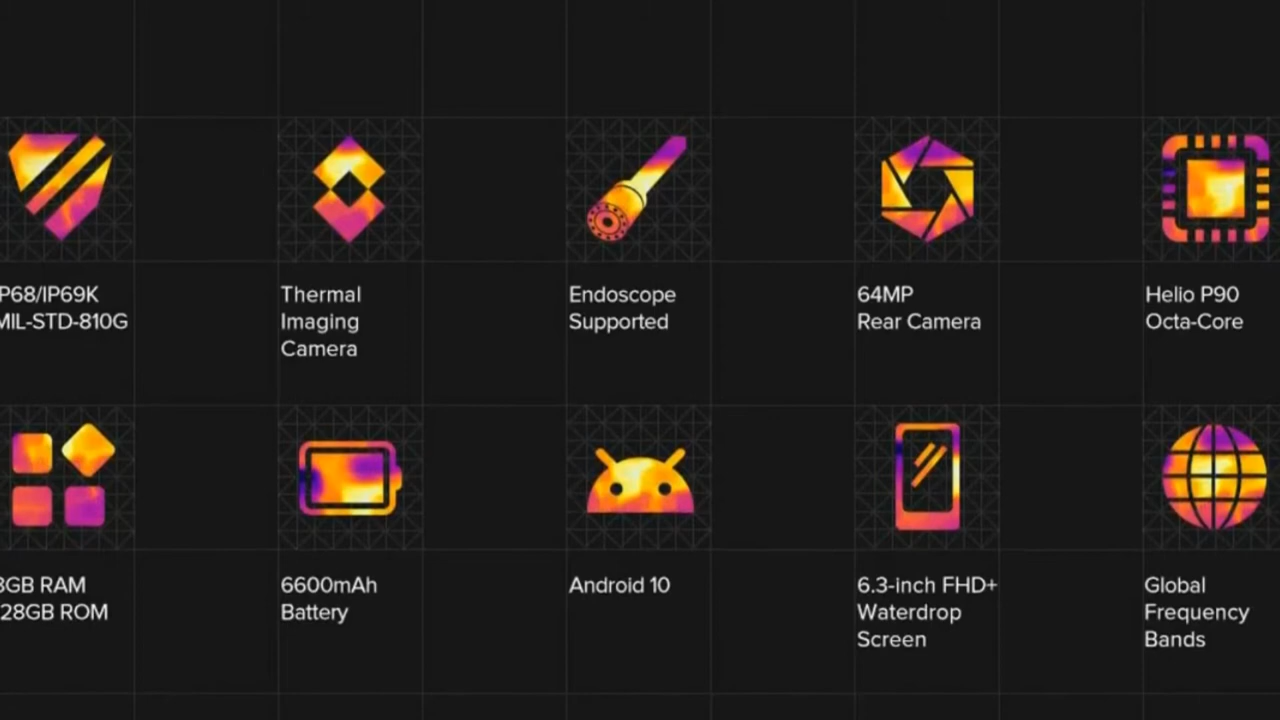 P68/IP69K
MIL-STD-810G
Thermal
Imaging
Camera
Endoscope
Supported
64MP
Rear Camera
Helio P90
Octa-Core
8GB RAM
28GB ROM
6600mAh
Battery
Android 10
6.3-inch FHD+
Waterdrop
Screen
Global
Frequency
Bands